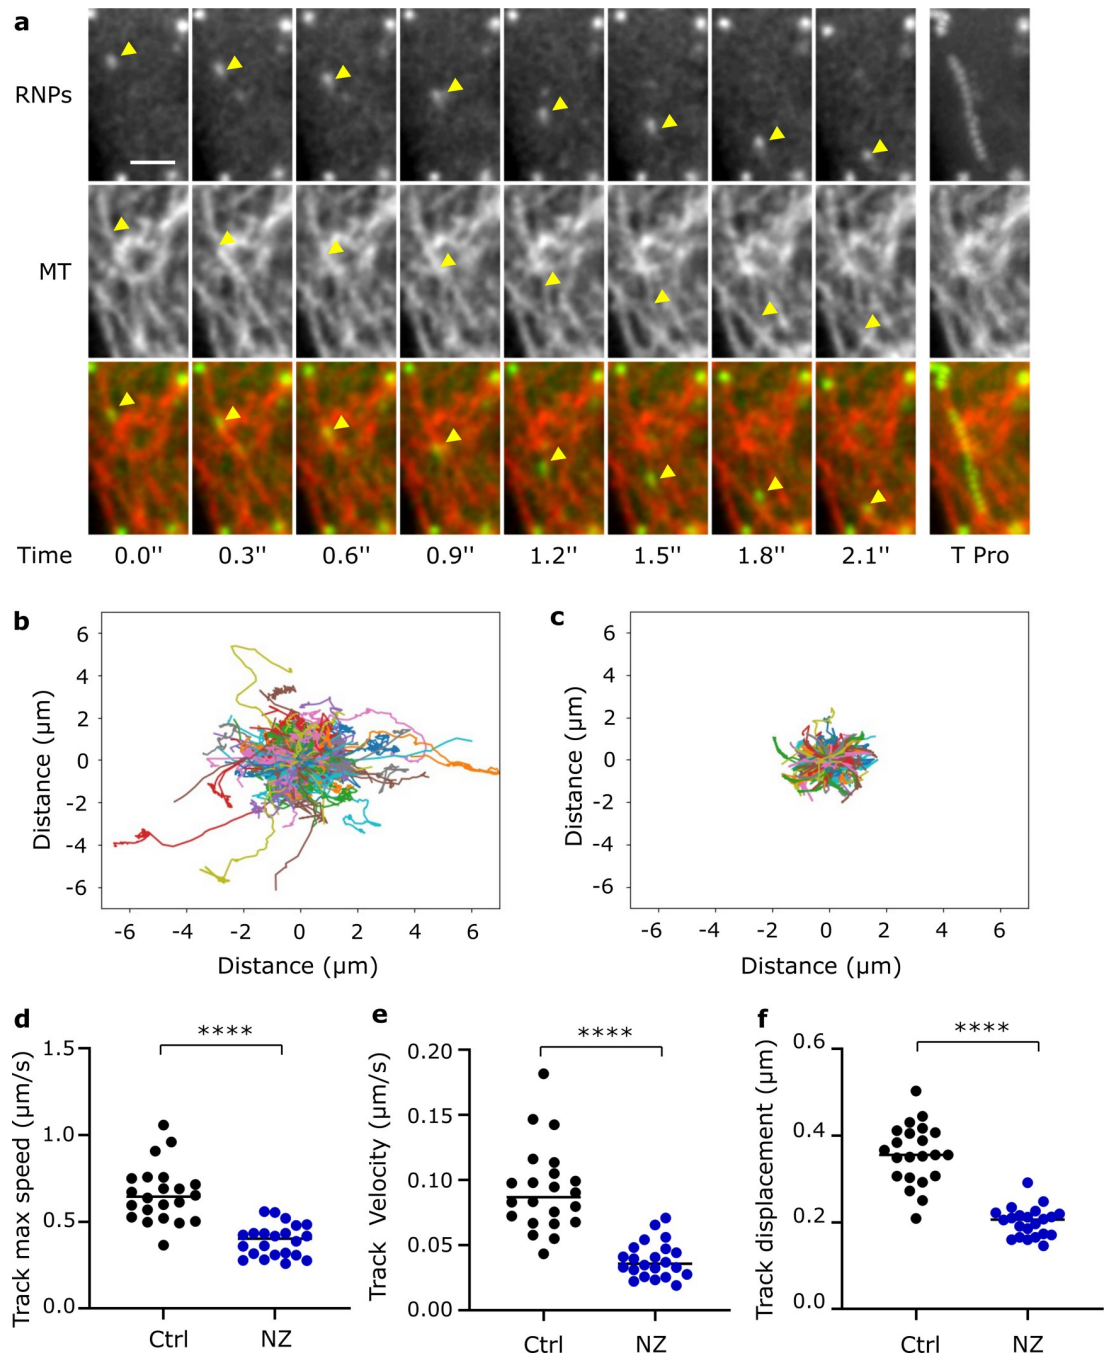 a
RNPs
MT
Time 0.0'' 0.3'' 0.6'' 0.9'' 1.2'' 1.5'' 1.8'' 2.1'' T Pro
b
Distance (µm)
6
4
2
0
-2
-4
-6
-6 -4 -2 0 2 4 6
Distance (µm)
c
Distance (µm)
6
4
2
0
-2
-4
-6
-6 -4 -2 0 2 4 6
Distance (µm)
d
Track max speed (µm/s)
****
1.5
1.0
0.5
0.0
Ctrl NZ
e
Track Velocity (µm/s)
****
0.20
0.15
0.10
0.05
0.00
Ctrl NZ
f
Track displacement (µm)
****
0.6
0.4
0.2
0.0
Ctrl NZ